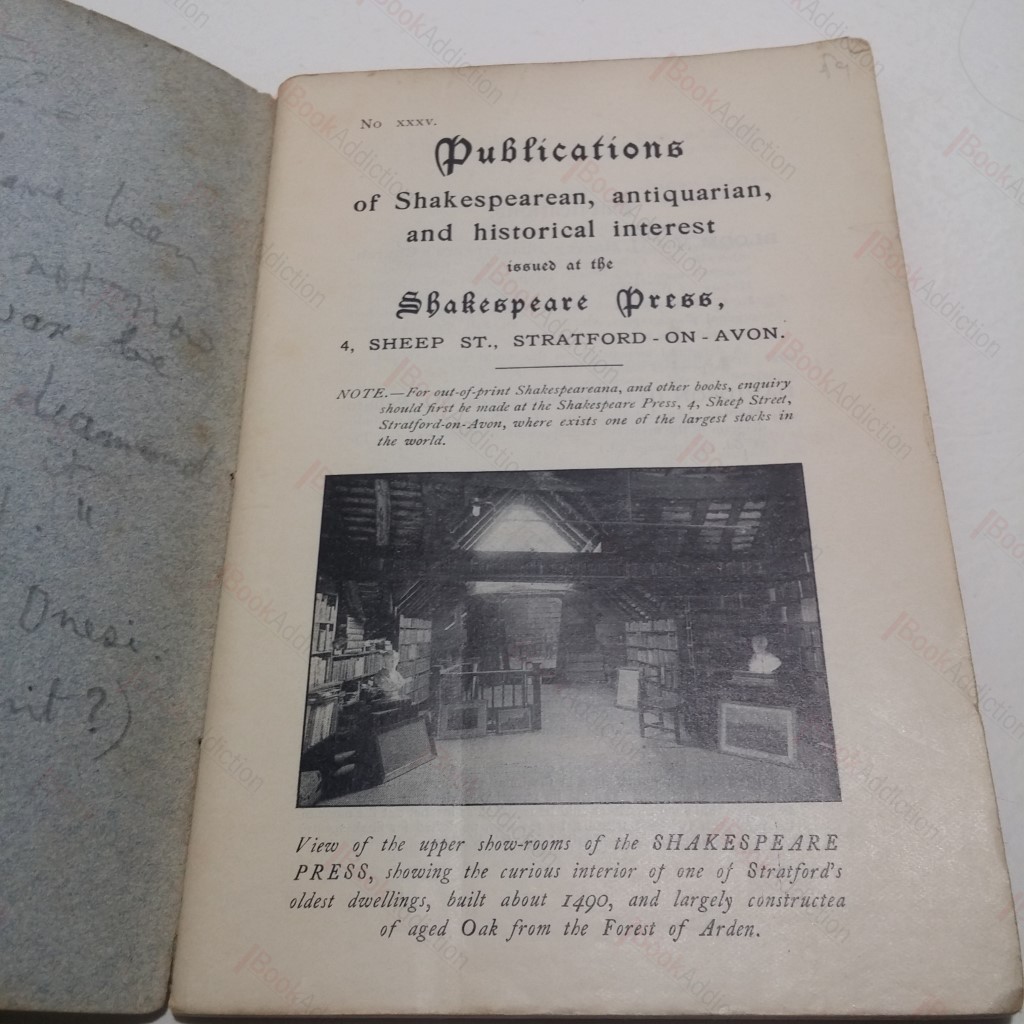 been
Onesi.
it?)
No xxxv.
Publications
of Shakespearean, antiquarian,
and historical interest
issued at the
Shakespeare Press,
4, SHEEP ST., STRATFORD-ON-AVON.
NOTE.—For out-of-print Shakespeareana, and other books, enquiry
should first be made at the Shakespeare Press, 4, Sheep Street,
Stratford-on-Avon, where exists one of the largest stocks in
the world.
View of the upper show-rooms of the SHAKESPEARE
PRESS, showing the curious interior of one of Stratford's
oldest dwellings, built about 1490, and largely constructea
of aged Oak from the Forest of Arden.
BookAddiction